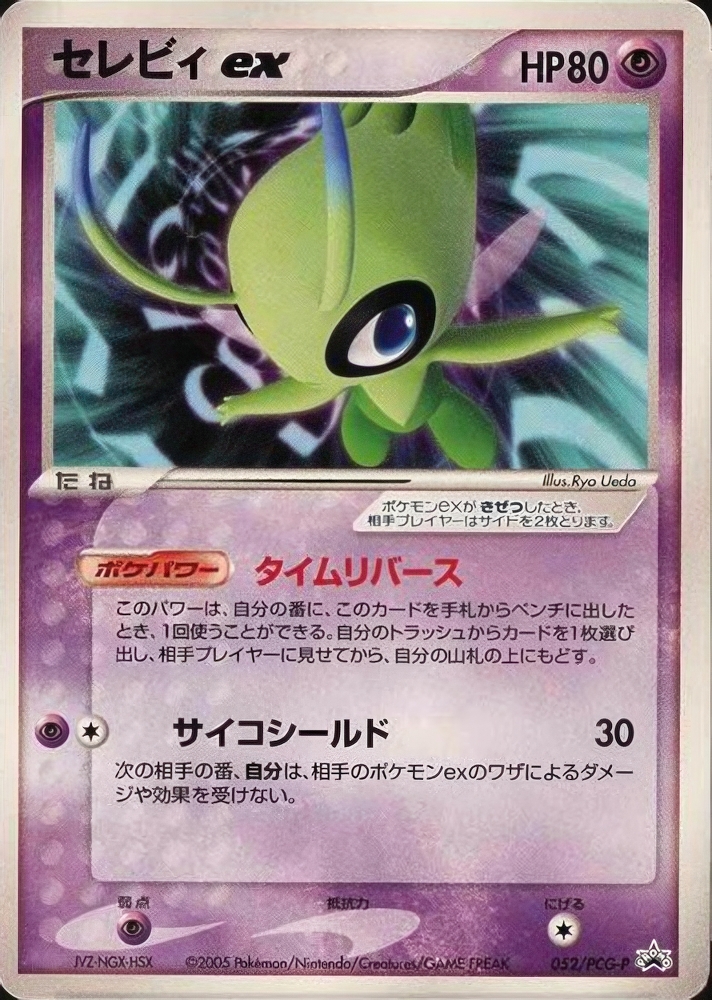 セレビィex HP80
たね Illus.Ryo Ueda
ポケモンexがきぜつしたとき、
相手プレイヤーはサイドを2枚とります。
ポケパワー タイムリバース
このパワーは、自分の番に、このカードを手札からベンチに出した
とき、1回使うことができる。自分のトラッシュからカードを1枚選び
出し、相手プレイヤーに見せてから、自分の山札の上にもどす。
サイコシールド 30
次の相手の番、自分は、相手のポケモンexのワザによるダメー
ジや効果を受けない。
弱点 抵抗力 にげる
JVZ-NGX-HSX ©2005 Pokémon/Nintendo/Creatures/GAME FREAK 052/PCG-P PROMO